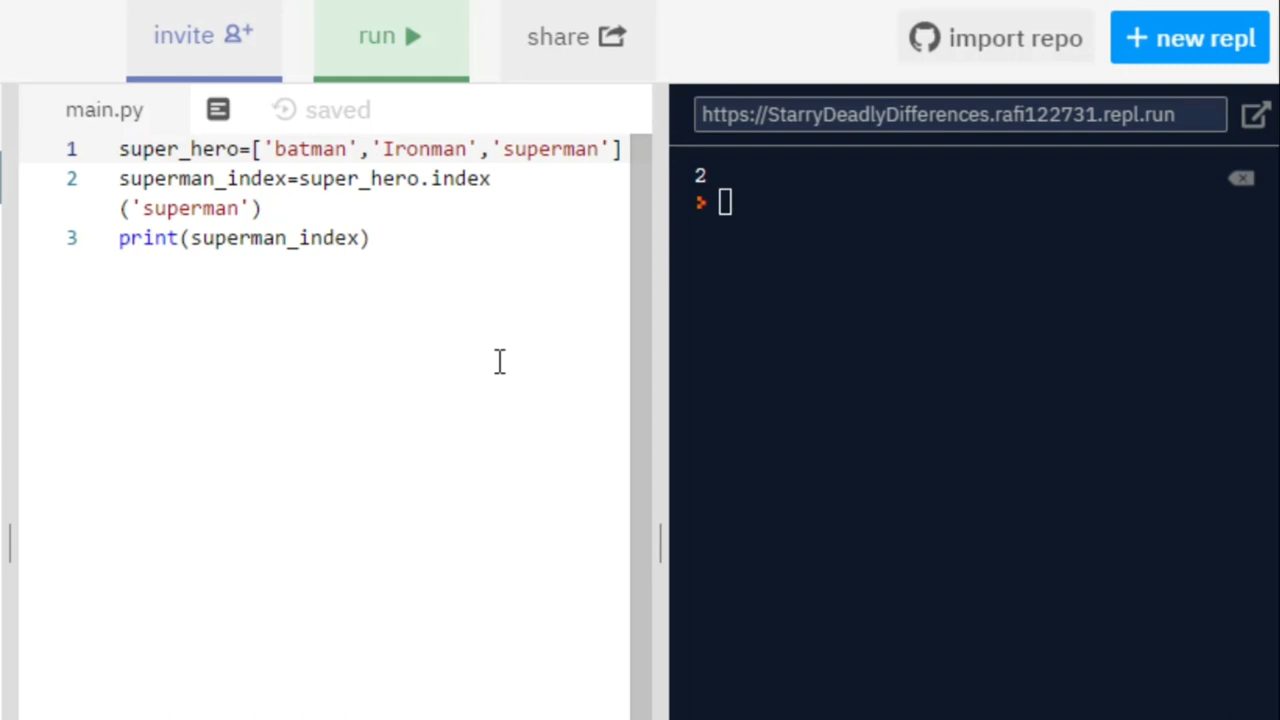 invite
run
share
import repo
+ new repl
main.py
saved
https://StarryDeadlyDifferences.rafi122731.repl.run
1 super_hero=['batman','Ironman','superman']
2 superman_index=super_hero.index
('superman')
3 print(superman_index)
2